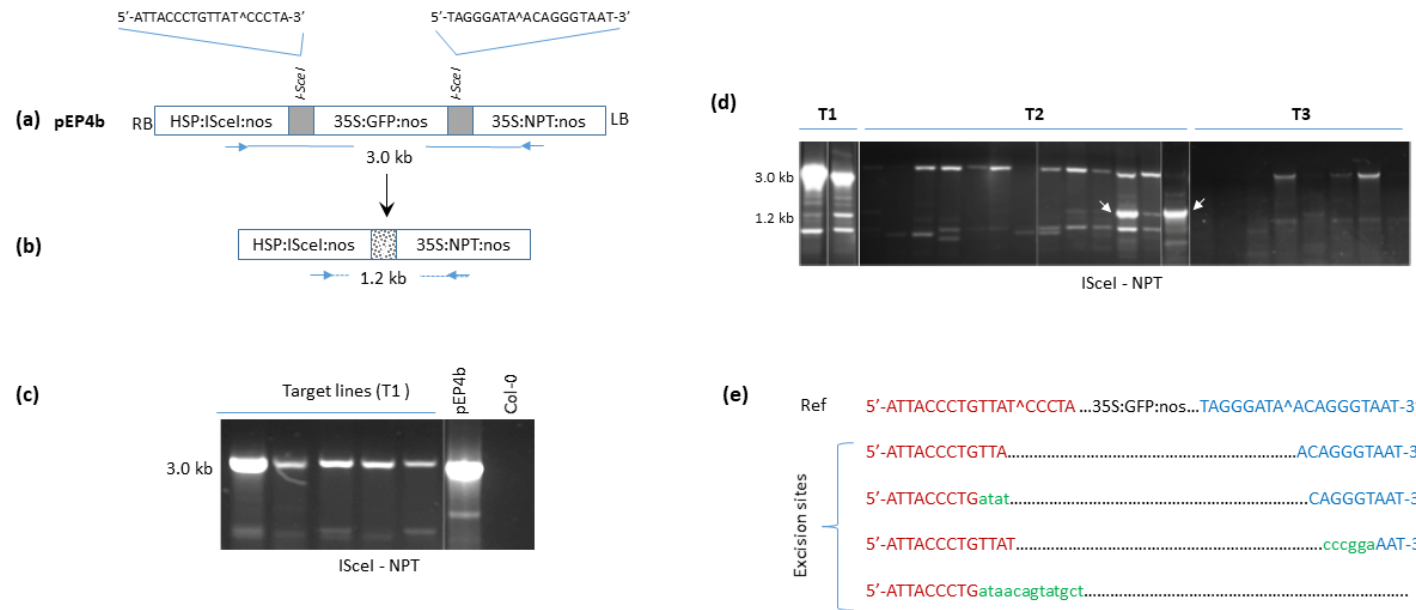 5'-ATTACCCTGTTAT^CCCTA-3'
5'-TAGGGATA^ACAGGGTAAT-3'
I-SceI
I-SceI
(a) pEP4b RB HSP:ISceI:nos 35S:GFP:nos 35S:NPT:nos LB
3.0 kb
(b) HSP:ISceI:nos 35S:NPT:nos
1.2 kb
(c)
Target lines (T1 )
pEP4b
Col-0
3.0 kb
ISceI - NPT
(d)
T1 T2 T3
3.0 kb
1.2 kb
ISceI - NPT
(e)
Ref 5'-ATTACCCTGTTAT^CCCTA ...35S:GFP:nos...TAGGGATA^ACAGGGTAAT-3'
Excision sites
5'-ATTACCCTGTTA...ACAGGGTAAT-3
5'-ATTACCCTGatat...CAGGGTAAT-3
5'-ATTACCCTGTTAT...cccggaAAT-3
5'-ATTACCCTGataacagtatgct...